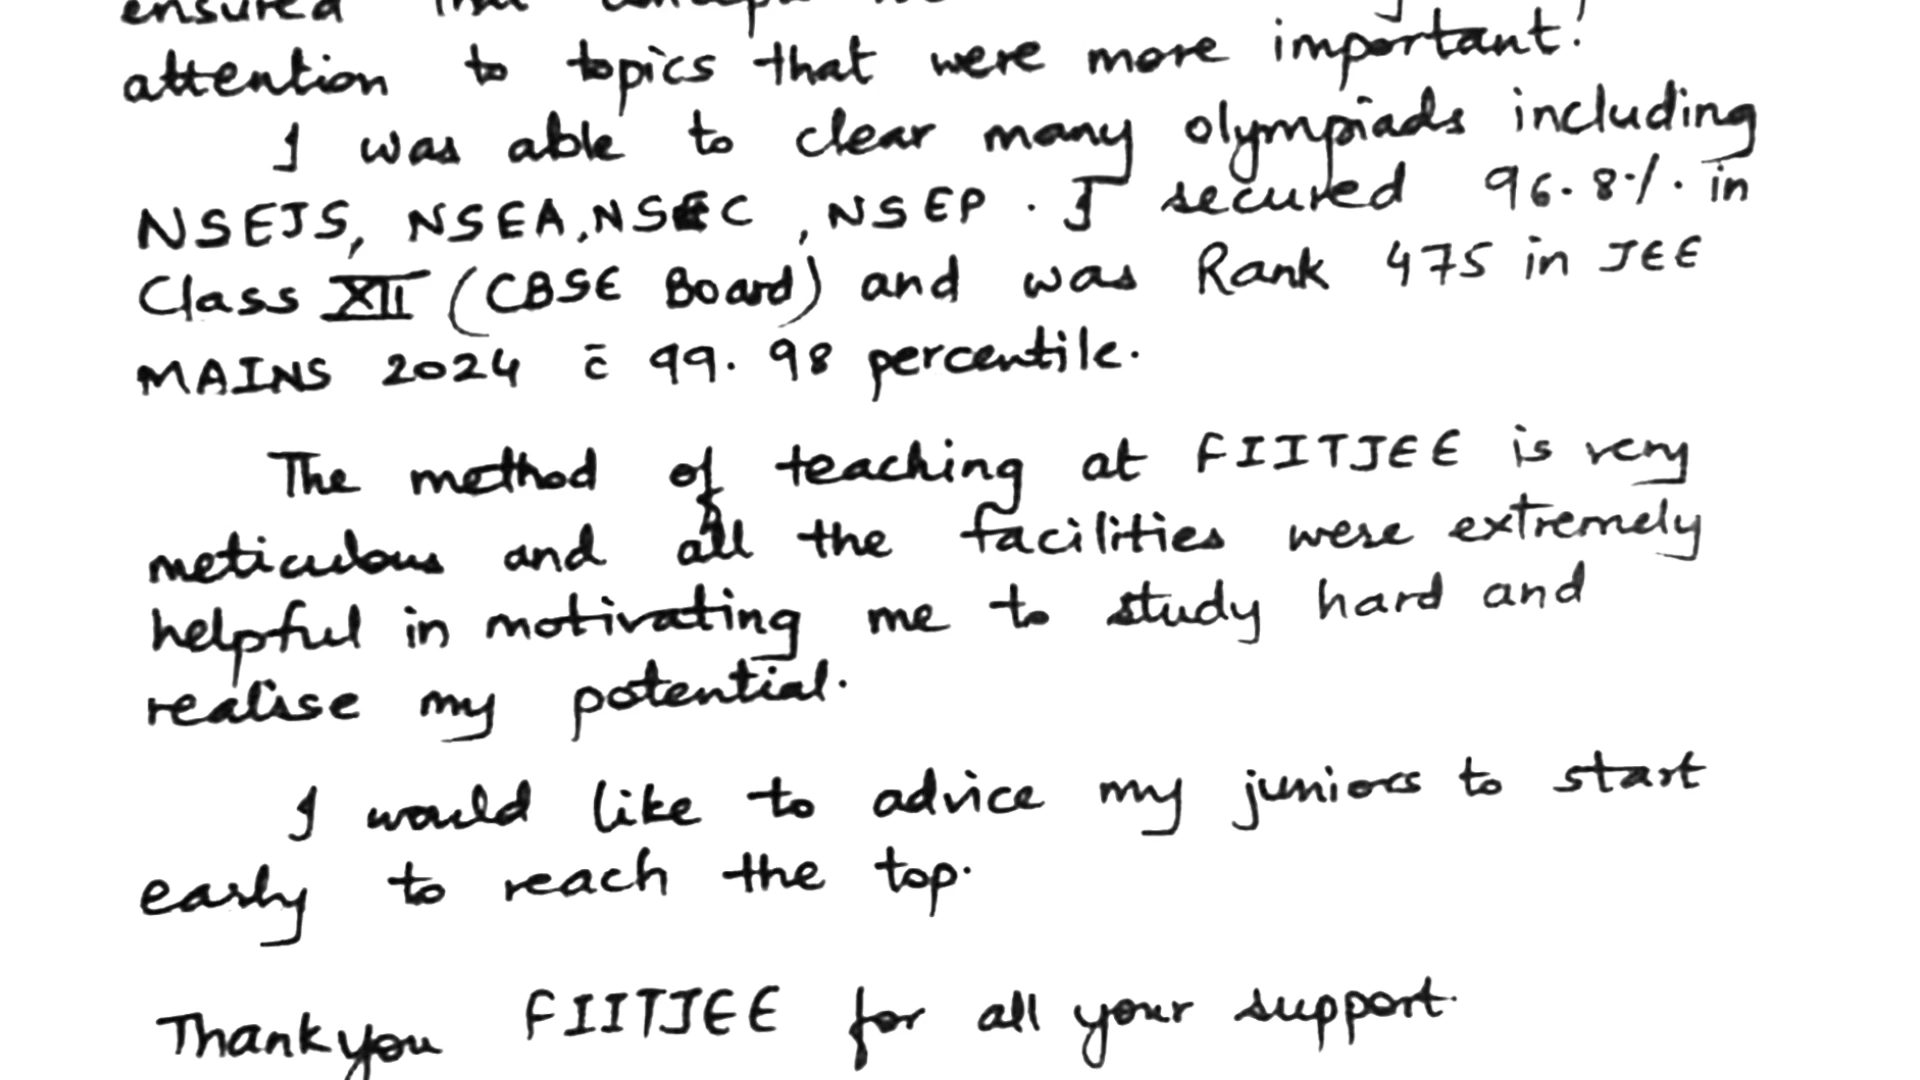 ensured that
attention to topics that were more important.
I was able to clear many olympiads including
NSEJS, NSEA, NSEC, NSEP. I secured 96.8% in
Class XII (CBSE Board) and was Rank 475 in JEE
MAINS 2024 c̄ 99.98 percentile.
The method of teaching at FIITJEE is very
meticulous and all the facilities were extremely
helpful in motivating me to study hard and
realise my potential.
I would like to advice my juniors to start
early to reach the top.
Thank you FIITJEE for all your support.